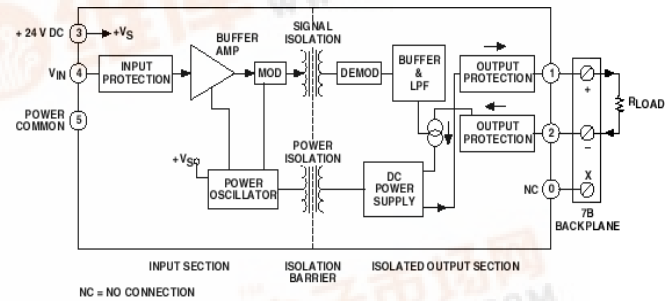 + 24 V DC 3 +VS
VIN 4
POWER COMMON 5
INPUT PROTECTION
BUFFER AMP
MOD
SIGNAL ISOLATION
DEMOD
BUFFER & LPF
OUTPUT PROTECTION
1
+
RLOAD
OUTPUT PROTECTION
2
–
POWER ISOLATION
+VS
POWER OSCILLATOR
DC POWER SUPPLY
NC 0
X
7B BACKPLANE
INPUT SECTION
ISOLATION BARRIER
ISOLATED OUTPUT SECTION
NC = NO CONNECTION